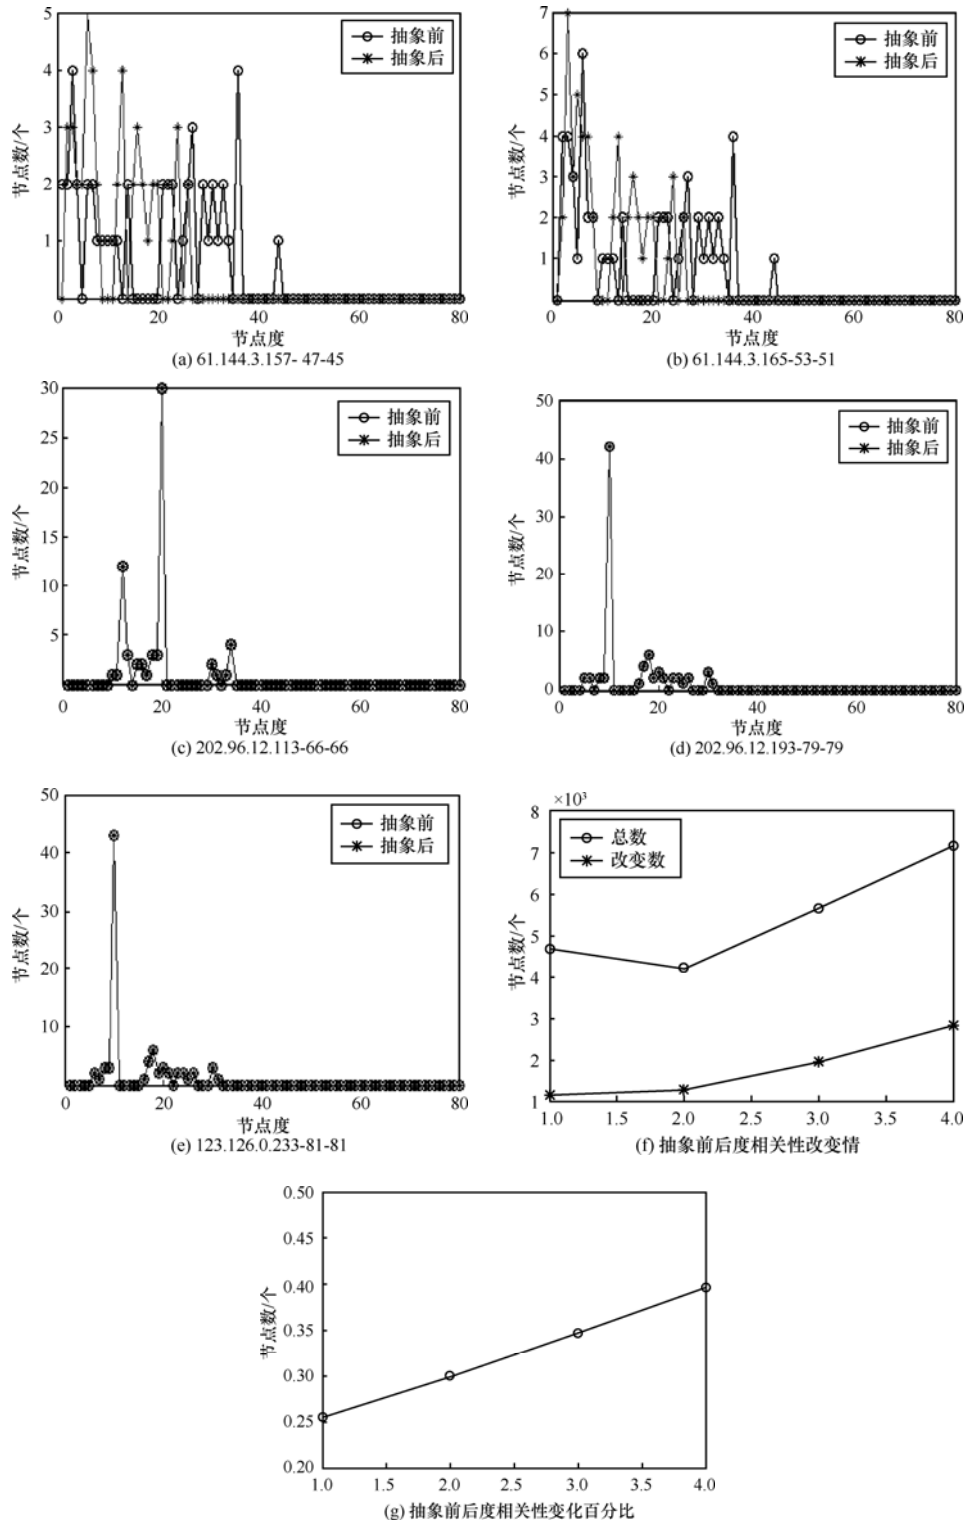 5
4
3
2
1
0
20
40
60
80
抽象前
抽象后
节点数/个
节点度
(a) 61.144.3.157- 47-45
7
6
5
4
3
2
1
0
20
40
60
80
抽象前
抽象后
节点数/个
节点度
(b) 61.144.3.165-53-51
30
25
20
15
10
5
0
20
40
60
80
抽象前
抽象后
节点数/个
节点度
(c) 202.96.12.113-66-66
50
40
30
20
10
0
0
20
40
60
80
抽象前
抽象后
节点数/个
节点度
(d) 202.96.12.193-79-79
50
40
30
20
10
0
20
40
60
80
抽象前
抽象后
节点数/个
节点度
(e) 123.126.0.233-81-81
×10³
8
7
6
5
4
3
2
1
1.0
1.5
2.0
2.5
3.0
3.5
4.0
总数
改变数
节点数/个
(f) 抽象前后度相关性改变情
0.50
0.45
0.40
0.35
0.30
0.25
0.20
1.0
1.5
2.0
2.5
3.0
3.5
4.0
节点数/个
(g) 抽象前后度相关性变化百分比